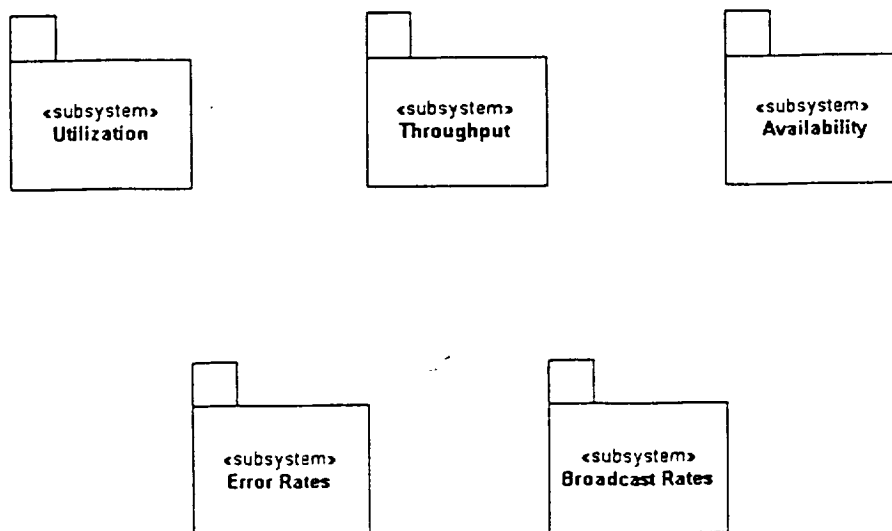 «subsystem»
Utilization
«subsystem»
Throughput
«subsystem»
Availability
«subsystem»
Error Rates
«subsystem»
Broadcast Rates